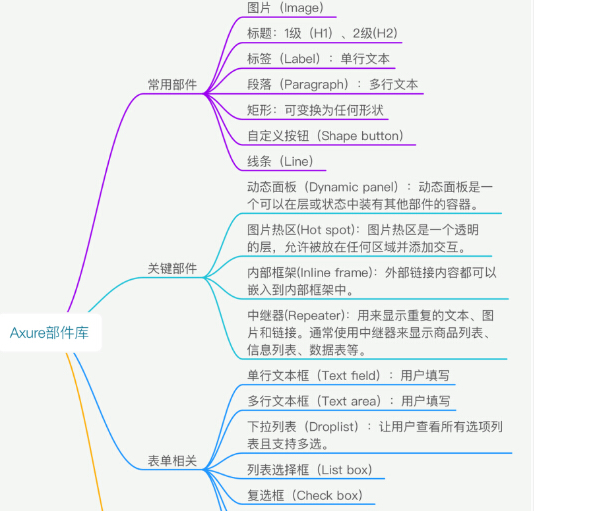 图片（Image）
标题：1级（H1）、2级(H2)
标签（Label）：单行文本
段落（Paragraph）：多行文本
常用部件
矩形：可变换为任何形状
自定义按钮（Shape button）
线条（Line）
动态面板（Dynamic panel）：动态面板是一
个可以在层或状态中装有其他部件的容器。
图片热区(Hot spot)：图片热区是一个透明
的层，允许被放在任何区域并添加交互。
关键部件
内部框架(Inline frame)：外部链接内容都可以
嵌入到内部框架中。
中继器(Repeater)：用来显示重复的文本、图
片和链接。通常使用中继器来显示商品列表、
信息列表、数据表等。
Axure部件库
单行文本框（Text field）：用户填写
多行文本框（Text area）：用户填写
下拉列表（Droplist）：让用户查看所有选项列
表且支持多选。
表单相关
列表选择框（List box）
复选框（Check box）